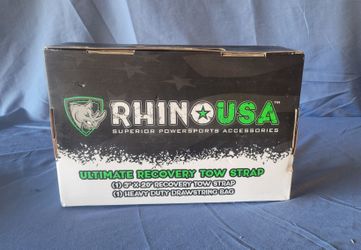 RHINO USA™
SUPERIOR POWERSPORTS ACCESSORIES
ULTIMATE RECOVERY TOW STRAP
(1) 3" X 20' RECOVERY TOW STRAP
(1) HEAVY DUTY DRAWSTRING BAG